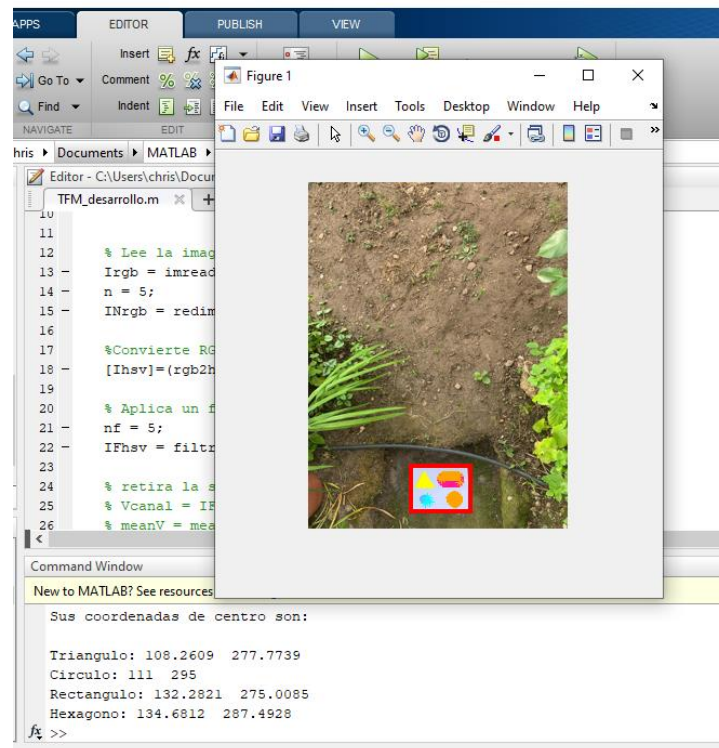 APPS EDITOR PUBLISH VIEW
Insert fx
Go To Comment
Find Indent
NAVIGATE EDIT
Figure 1
File Edit View Insert Tools Desktop Window Help
hris Documents MATLAB
Editor - C:\Users\chris\Docur
TFM_desarrollo.m
10
11
12 % Lee la imag
13 - Irgb = imread
14 - n = 5;
15 - INrgb = redim
16
17 %Convierte RG
18 - [Ihsv]=(rgb2h
19
20 % Aplica un f
21 - nf = 5;
22 - IFhsv = filtr
23
24 % retira la s
25 % Vcanal = IF
26 % meanV = mea
Command Window
New to MATLAB? See resources
Sus coordenadas de centro son:
Triangulo: 108.2609 277.7739
Circulo: 111 295
Rectangulo: 132.2821 275.0085
Hexagono: 134.6812 287.4928
fx >>